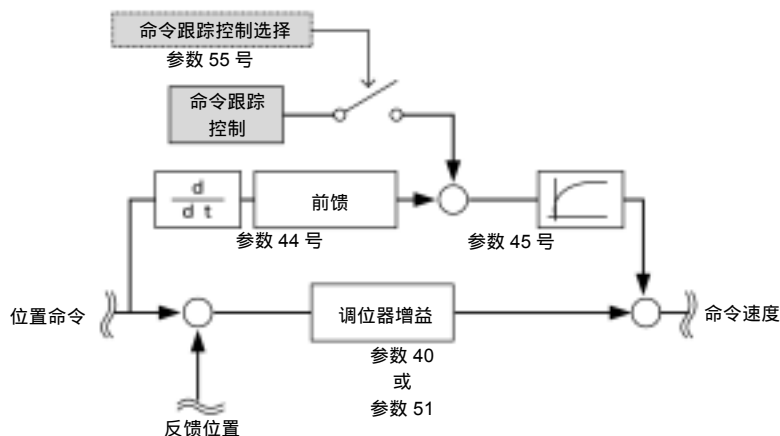 命令跟踪控制选择
参数 55 号
命令跟踪
控制
d
d t
前馈
参数 44 号
参数 45 号
位置命令
调位器增益
命令速度
参数 40
或
参数 51
反馈位置